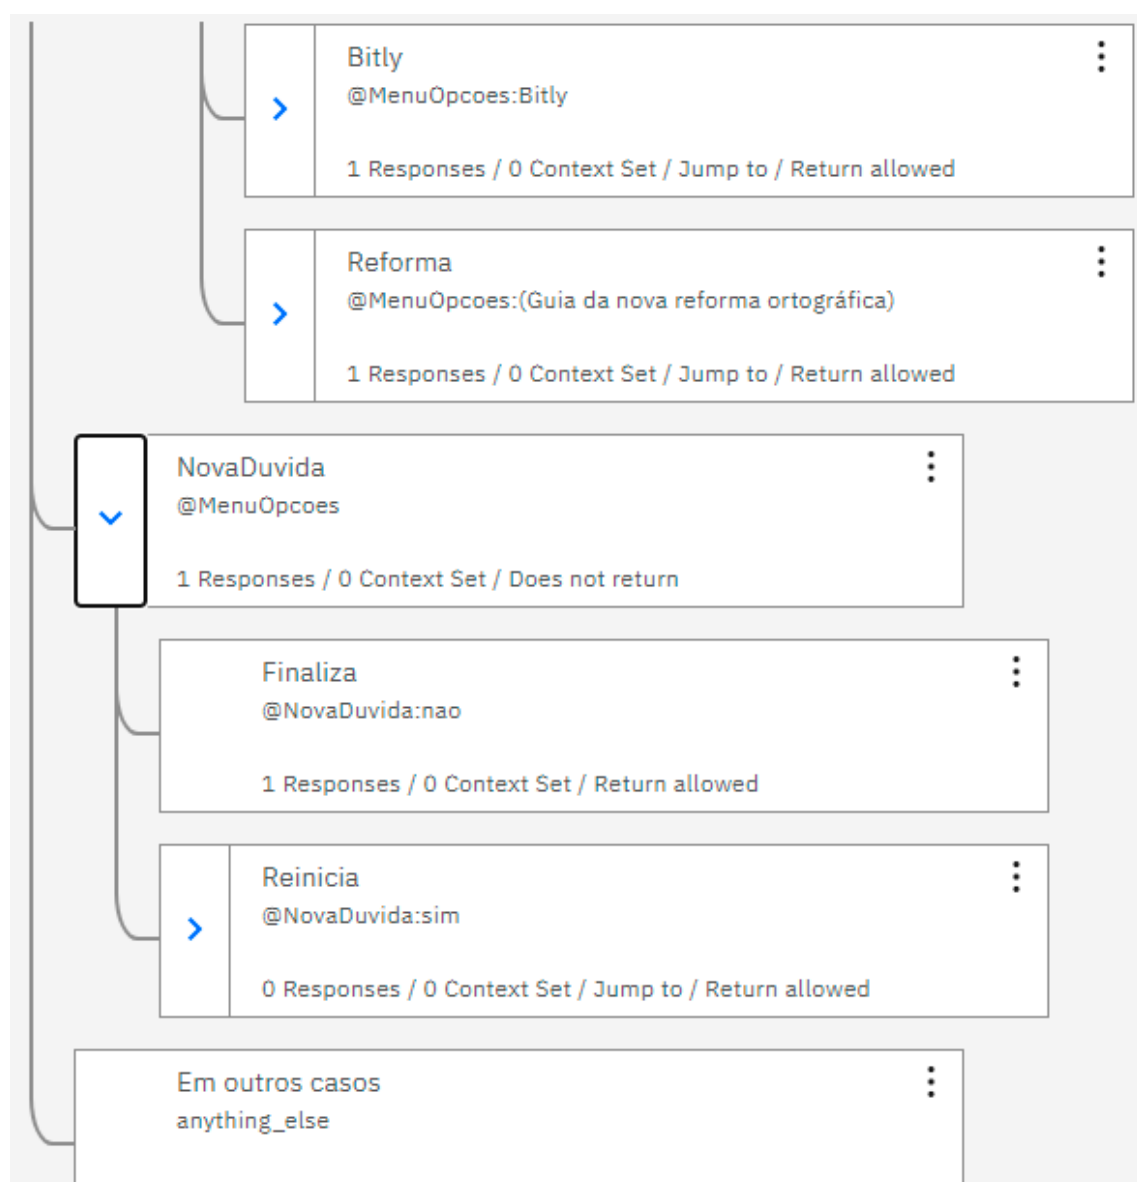 Bitly
@MenuOpcoes:Bitly
1 Responses / 0 Context Set / Jump to / Return allowed
Reforma
@MenuOpcoes:(Guia da nova reforma ortográfica)
1 Responses / 0 Context Set / Jump to / Return allowed
NovaDuvida
@MenuOpcoes
1 Responses / 0 Context Set / Does not return
Finaliza
@NovaDuvida:nao
1 Responses / 0 Context Set / Return allowed
Reinicia
@NovaDuvida:sim
0 Responses / 0 Context Set / Jump to / Return allowed
Em outros casos
anything_else